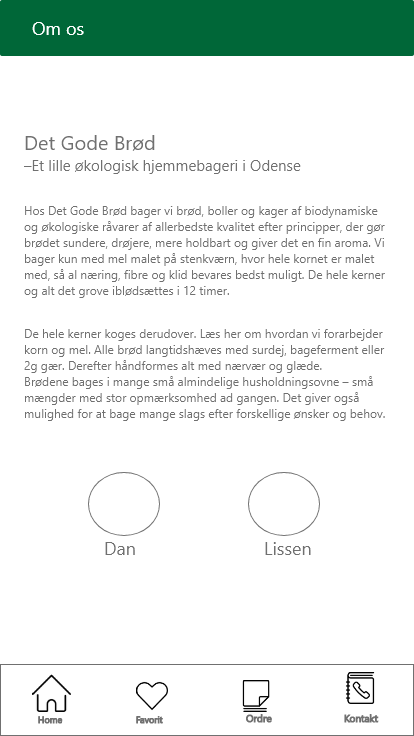 Om os
Det Gode Brød
–Et lille økologisk hjemmebageri i Odense
Hos Det Gode Brød bager vi brød, boller og kager af biodynamiske
og økologiske råvarer af allerbedste kvalitet efter principper, der gør
brødet sundere, drøjere, mere holdbart og giver det en fin aroma. Vi
bager kun med mel malet på stenkværn, hvor hele kornet er malet
med, så al næring, fibre og klid bevares bedst muligt. De hele kerner
og alt det grove iblødsættes i 12 timer.
De hele kerner koges derudover. Læs her om hvordan vi forarbejder
korn og mel. Alle brød langtidshæves med surdej, bageferment eller
2g gær. Derefter håndformes alt med nærvær og glæde.
Brødene bages i mange små almindelige husholdningsovne – små
mængder med stor opmærksomhed ad gangen. Det giver også
mulighed for at bage mange slags efter forskellige ønsker og behov.
Dan Lissen
Home Favorit Ordre Kontakt